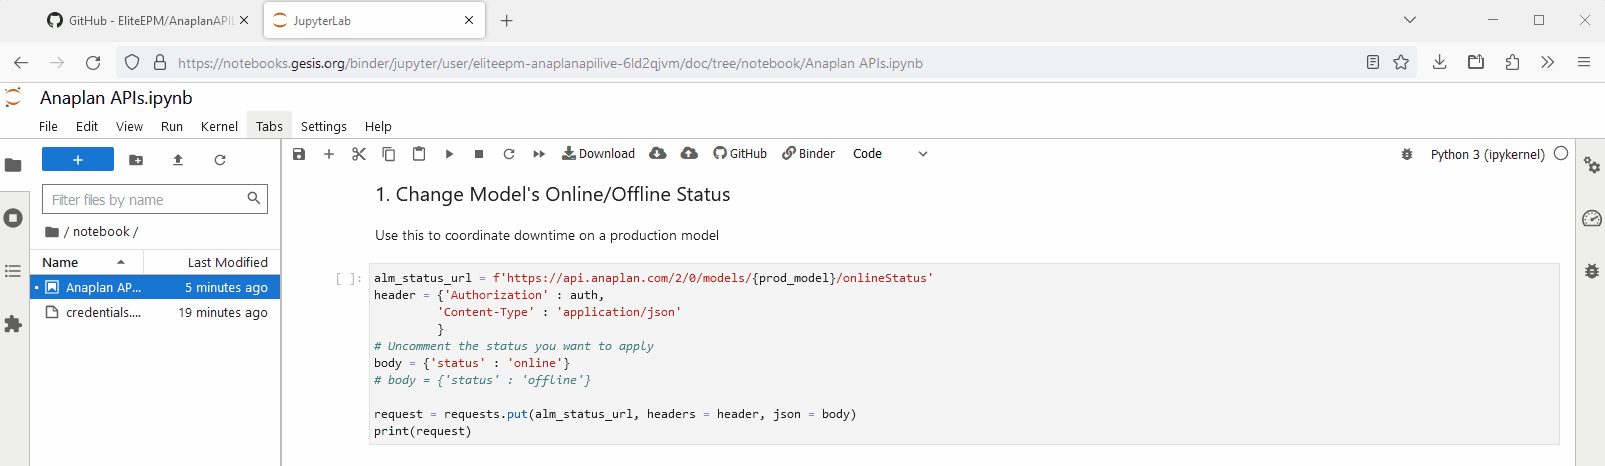 GitHub - EliteEPM/AnaplanAPIL
JupyterLab
https://notebooks.gesis.org/binder/jupyter/user/eliteepm-anaplanapilive-6ld2qjvm/doc/tree/notebook/Anaplan APIs.ipynb
Anaplan APIs.ipynb
File Edit View Run Kernel Tabs Settings Help
Download GitHub Binder Code Python 3 (ipykernel)
Filter files by name
/ notebook /
Name Last Modified
Anaplan AP... 5 minutes ago
credentials.... 19 minutes ago
1. Change Model's Online/Offline Status
Use this to coordinate downtime on a production model
[ ]: alm_status_url = f'https://api.anaplan.com/2/0/models/{prod_model}/onlineStatus'
header = {'Authorization' : auth,
'Content-Type' : 'application/json'
}
# Uncomment the status you want to apply
body = {'status' : 'online'}
# body = {'status' : 'offline'}
request = requests.put(alm_status_url, headers = header, json = body)
print(request)